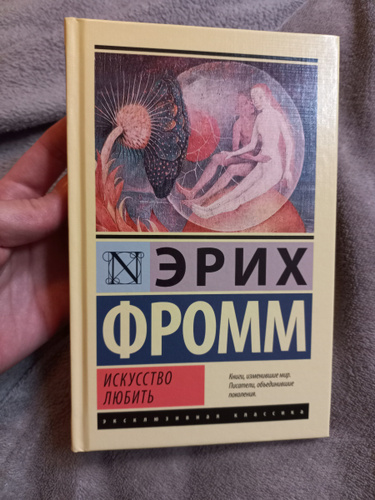 N
ЭРИХ
ФРОММ
ИСКУССТВО
ЛЮБИТЬ
Книги, изменившие мир.
Писатели, объединившие
поколения.
ЭКСКЛЮЗИВНАЯ КЛАССИКА